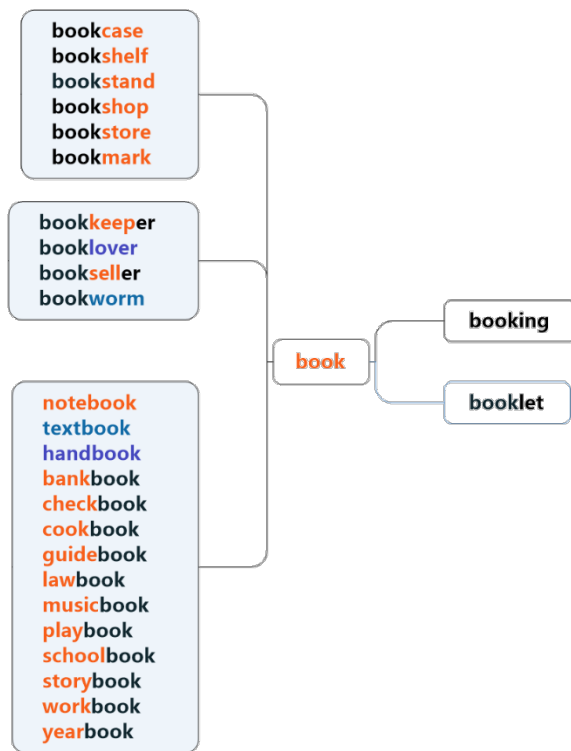 bookcase
bookshelf
bookstand
bookshop
bookstore
bookmark
bookkeeper
booklover
bookseller
bookworm
book
booking
booklet
notebook
textbook
handbook
bankbook
checkbook
cookbook
guidebook
lawbook
musicbook
playbook
schoolbook
storybook
workbook
yearbook